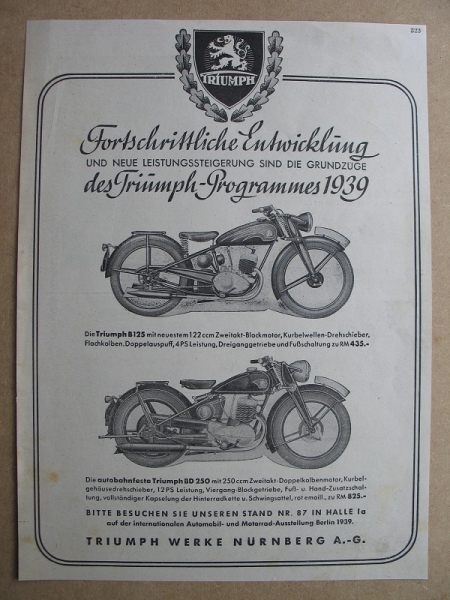 D25
TRIUMPH
Fortschrittliche Entwicklung
UND NEUE LEISTUNGSSTEIGERUNG SIND DIE GRUNDZÜGE
des Triumph-Programmes 1939
Die Triumph B125 mit neuestem 122 ccm Zweitakt-Blockmotor, Kurbelwellen-Drehschieber,
Flachkolben, Doppelauspuff, 4 PS Leistung, Dreiganggetriebe und Fußschaltung zu RM 435.-
Die autobahnfeste Triumph BD 250 mit 250 ccm Zweitakt-Doppelkolbenmotor, Kurbel-
gehäusedrehschieber, 12 PS Leistung, Viergang-Blockgetriebe, Fuß- u. Hand-Zusatzschal-
tung, vollständiger Kapselung der Hinterradkette u. Schwingsattel, rot emaill., zu RM 825.-
BITTE BESUCHEN SIE UNSEREN STAND NR. 87 IN HALLE Ia
auf der internationalen Automobil- und Motorrad-Ausstellung Berlin 1939.
TRIUMPH WERKE NÜRNBERG A.-G.